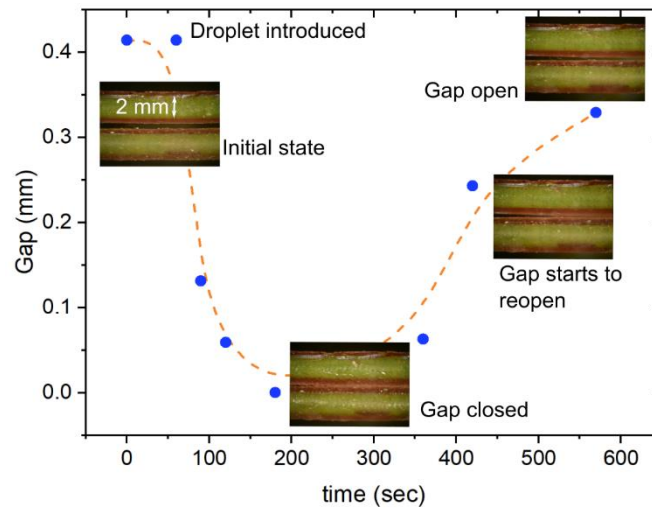 Droplet introduced
0.4
Gap open
2 mm
Initial state
0.3
Gap (mm)
0.2
Gap starts to
reopen
0.1
Gap closed
0.0
0 100 200 300 400 500 600
time (sec)